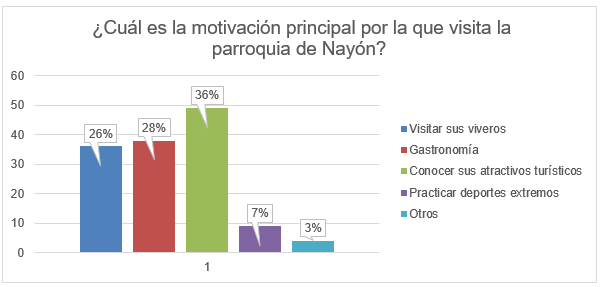 ¿Cuál es la motivación principal por la que visita la
parroquia de Nayón?
60
50
40
30
20
10
0
26%
28%
36%
7%
3%
1
Visitar sus viveros
Gastronomía
Conocer sus atractivos turísticos
Practicar deportes extremos
Otros